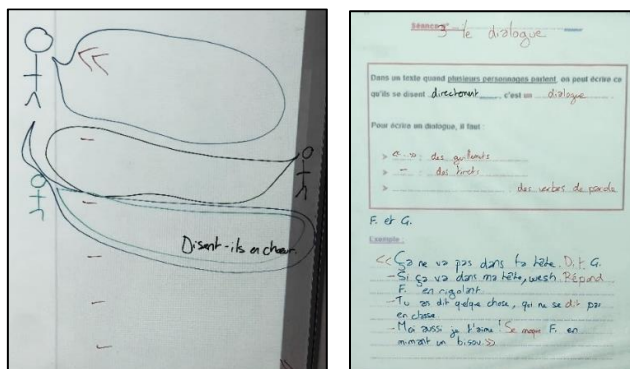 <<
-
Disent-ils en chœur
-
-
-
Séance 3 - le dialogue
Dans un texte quand plusieurs personnages parlent, on peut écrire ce
qu'ils se disent directement, c'est un dialogue.
Pour écrire un dialogue, il faut :
> « » : des guillemets
> - : des tirets
> des verbes de parole
F. et G.
Exemple :
<< Ça ne va pas dans ta tête. Dit G.
- Si ça va dans ma tête, wesh. Répond
F. en rigolant.
- Tu as dit quelque chose, qui ne se dit pas
en classe.
- Moi aussi je t'aime ! Se moque F. en
mimant un bisou >>